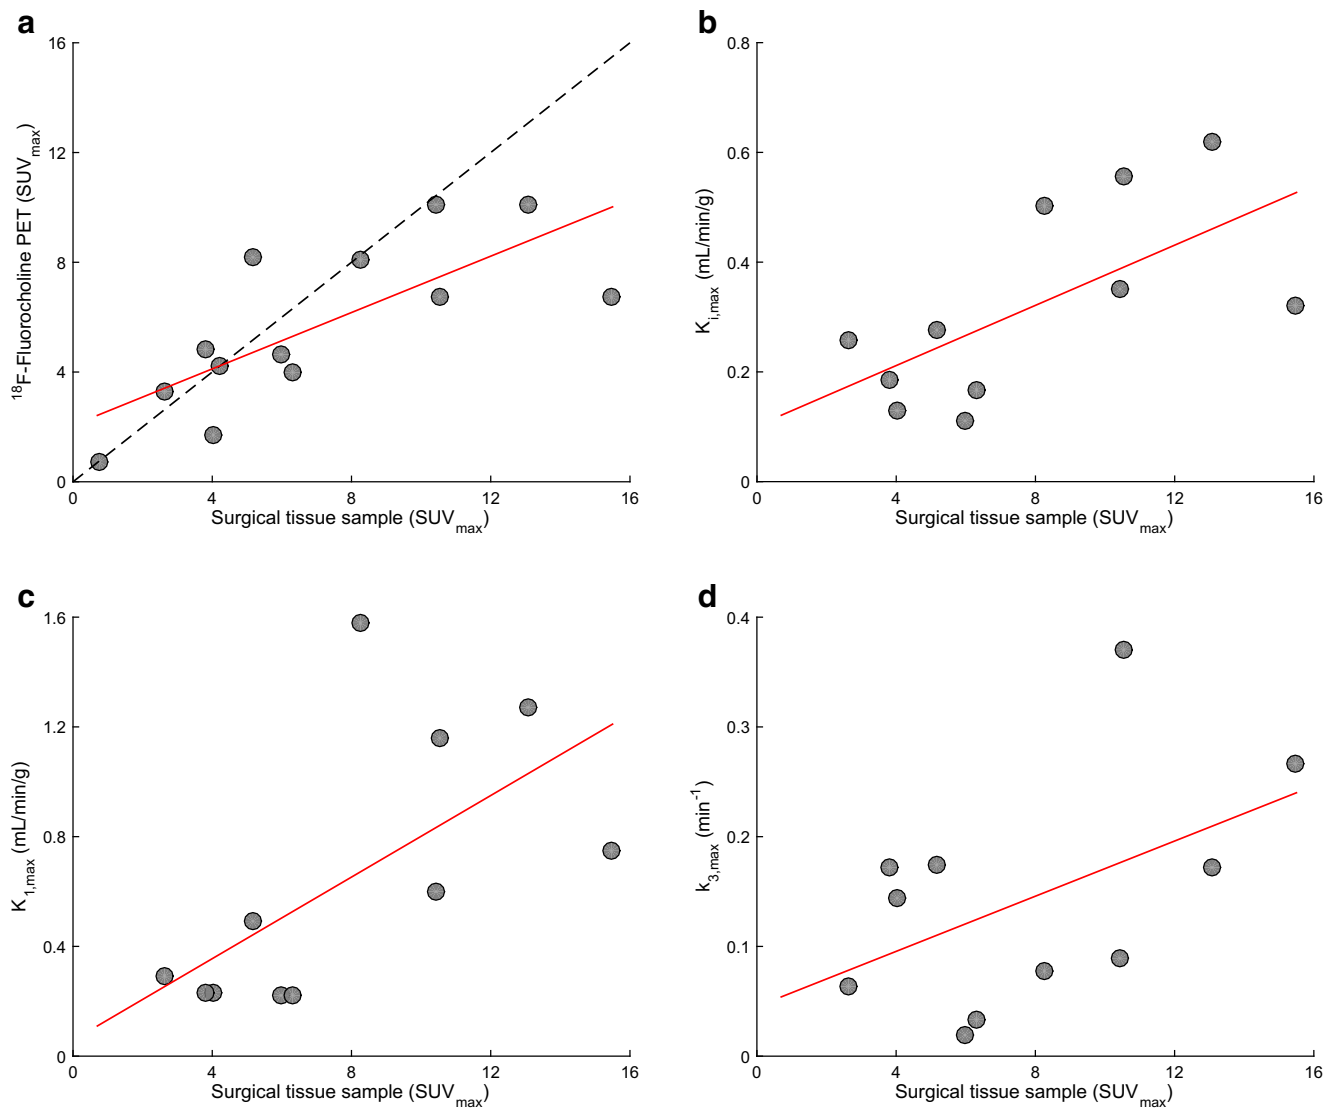 a
16
12
8
4
0
0 4 8 12 16
18F-Fluorocholine PET (SUVmax)
Surgical tissue sample (SUVmax)
b
0.8
0.6
0.4
0.2
0
0 4 8 12 16
Ki,max (mL/min/g)
Surgical tissue sample (SUVmax)
c
1.6
1.2
0.8
0.4
0
0 4 8 12 16
K1,max (mL/min/g)
Surgical tissue sample (SUVmax)
d
0.4
0.3
0.2
0.1
0
0 4 8 12 16
k3,max (min-1)
Surgical tissue sample (SUVmax)